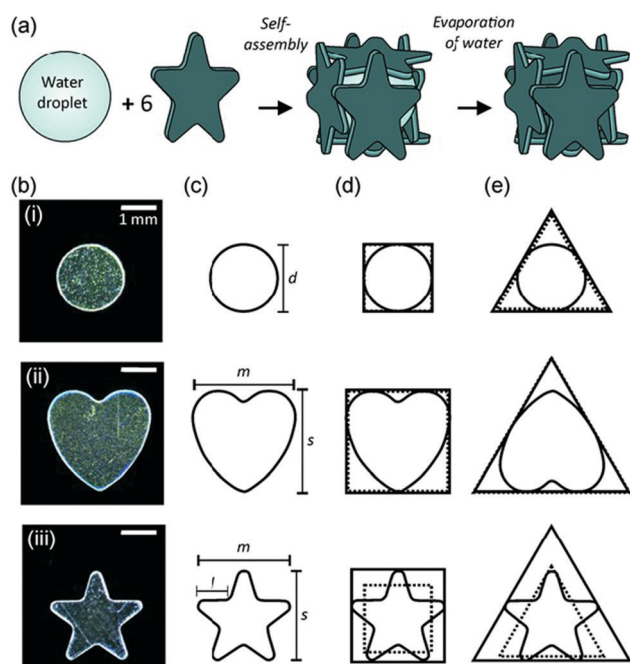 (a)
Self-
assembly
Evaporation
of water
Water
droplet
+ 6
(b)
(c)
(d)
(e)
(i)
1 mm
d
(ii)
m
s
(iii)
m
l
s